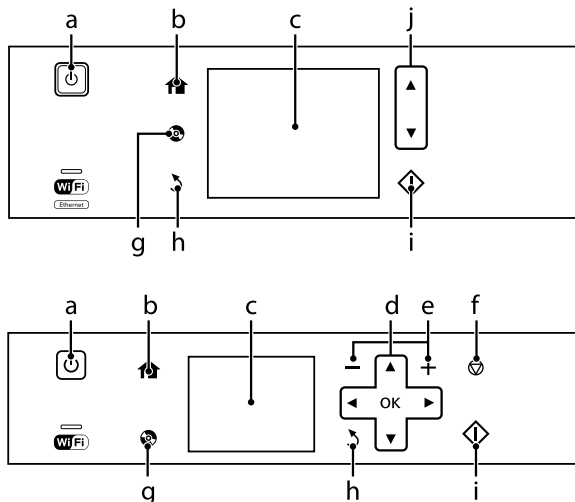 a b c j
WiFi
Ethernet
g h i
a b c d e f
OK
WiFi
g h i